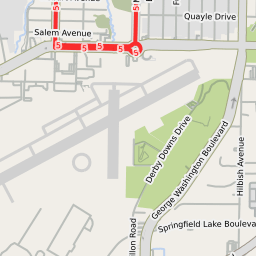 Quayle Drive
Salem Avenue
5
5
5
5
5
5
Derby Downs Drive
George Washington Boulevard
Hilbish Avenue
Springfield Lake Boulevard
Road